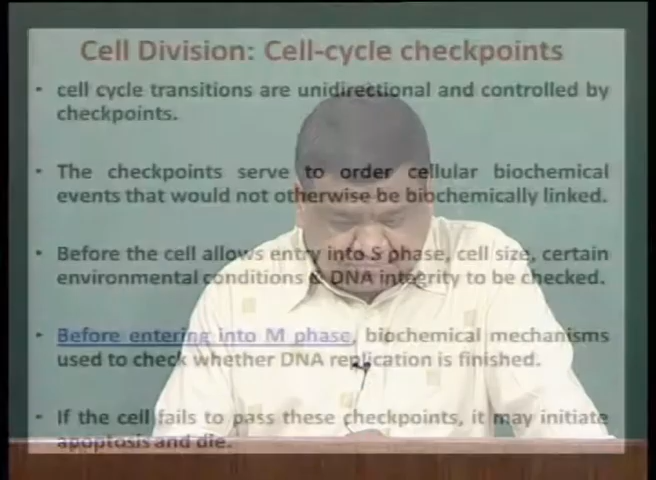 Cell Division: Cell-cycle checkpoints
• cell cycle transitions are unidirectional and controlled by
checkpoints.
• The checkpoints serve to order cellular biochemical
events that would not otherwise be biochemically linked.
• Before the cell allows entry into S phase, cell size, certain
environmental conditions & DNA integrity to be checked.
• Before entering into M phase, biochemical mechanisms
used to check whether DNA replication is finished.
• If the cell fails to pass these checkpoints, it may initiate
apoptosis and die.